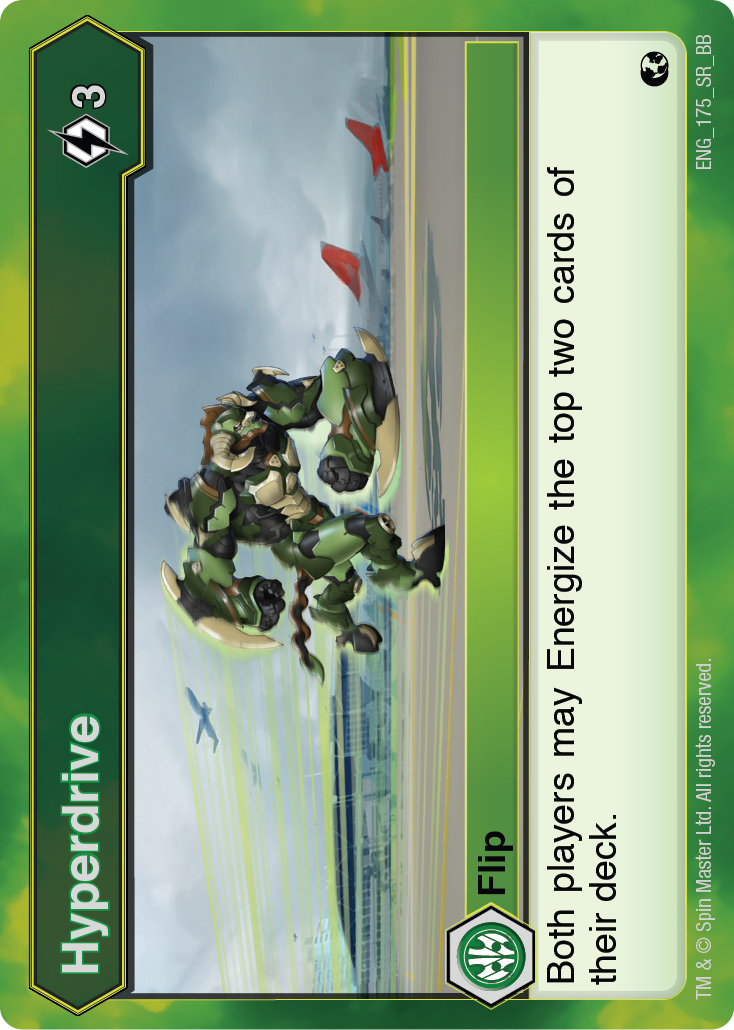 Hyperdrive
3
Flip
Both players may Energize the top two cards of
their deck.
TM & © Spin Master Ltd. All rights reserved.
ENG_175_SR_BB